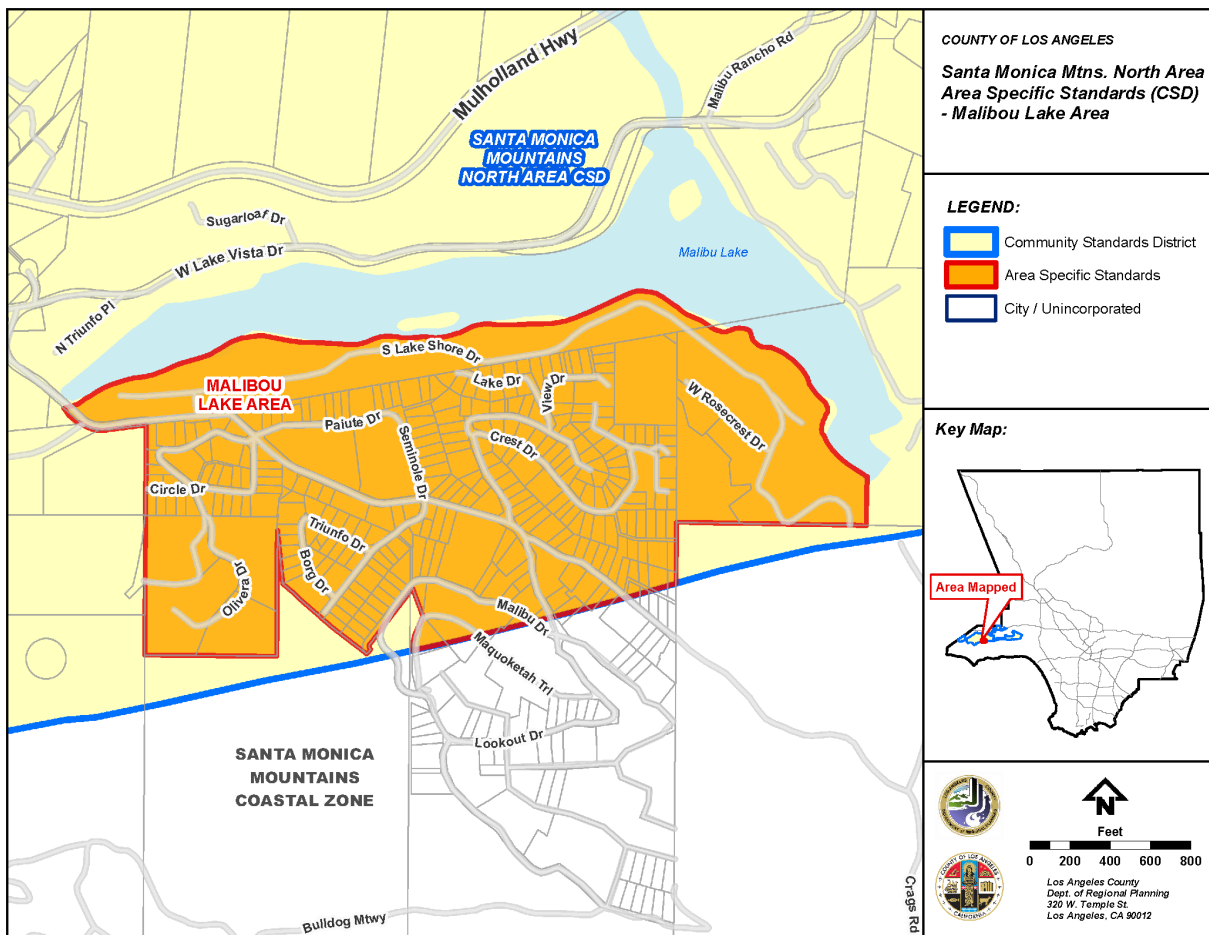 Mulholland Hwy
Malibu Rancho Rd
SANTA MONICA
MOUNTAINS
NORTH AREA CSD
Sugarloaf Dr
W Lake Vista Dr
Malibu Lake
N Triunfo Pl
S Lake Shore Dr
MALIBOU
LAKE AREA
Lake Dr
View Dr
W Rosecrest Dr
Paiute Dr
Seminole Dr
Crest Dr
Circle Dr
Triunfo Dr
Borg Dr
Olivera Dr
Malibu Dr
Maquoketah Trl
Lookout Dr
SANTA MONICA
MOUNTAINS
COASTAL ZONE
Bulldog Mtwy
Crags Rd
COUNTY OF LOS ANGELES
Santa Monica Mtns. North Area
Area Specific Standards (CSD)
- Malibou Lake Area
LEGEND:
Community Standards District
Area Specific Standards
City / Unincorporated
Key Map:
Area Mapped
N
Feet
0 200 400 600 800
Los Angeles County
Dept. of Regional Planning
320 W. Temple St.
Los Angeles, CA 90012
COUNTY OF LOS ANGELES
CALIFORNIA